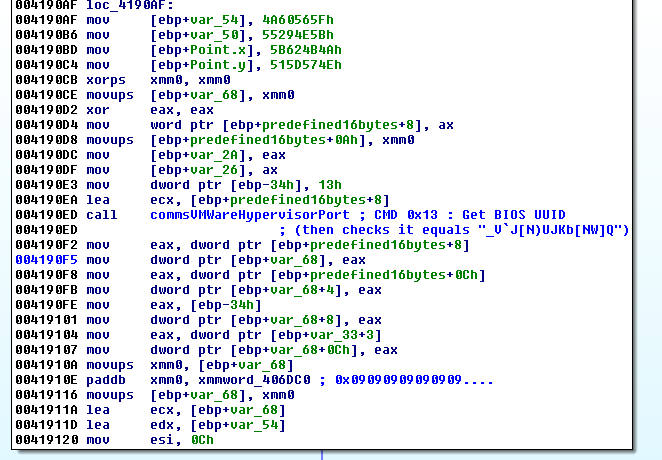 004190AF loc_4190AF:
004190AF mov [ebp+var_54], 4A60565Fh
004190B6 mov [ebp+var_50], 55294E5Bh
004190BD mov [ebp+Point.x], 5B624B4Ah
004190C4 mov [ebp+Point.y], 515D574Eh
004190CB xorps xmm0, xmm0
004190CE movups [ebp+var_68], xmm0
004190D2 xor eax, eax
004190D4 mov word ptr [ebp+predefined16bytes+8], ax
004190D8 movups [ebp+predefined16bytes+0Ah], xmm0
004190DC mov [ebp+var_2A], eax
004190DF mov [ebp+var_26], ax
004190E3 mov dword ptr [ebp-34h], 13h
004190EA lea ecx, [ebp+predefined16bytes+8]
004190ED call commsVMWareHypervisorPort ; CMD 0x13 : Get BIOS UUID
004190ED ; (then checks it equals "_V`J[N)UJKb[NW]Q")
004190F2 mov eax, dword ptr [ebp+predefined16bytes+8]
004190F5 mov dword ptr [ebp+var_68], eax
004190F8 mov eax, dword ptr [ebp+predefined16bytes+0Ch]
004190FB mov dword ptr [ebp+var_68+4], eax
004190FE mov eax, [ebp-34h]
00419101 mov dword ptr [ebp+var_68+8], eax
00419104 mov eax, dword ptr [ebp+var_33+3]
00419107 mov dword ptr [ebp+var_68+0Ch], eax
0041910A movups xmm0, [ebp+var_68]
0041910E paddb xmm0, xmmword_406DC0 ; 0x09090909090909....
00419116 movups [ebp+var_68], xmm0
0041911A lea ecx, [ebp+var_68]
0041911D lea edx, [ebp+var_54]
00419120 mov esi, 0Ch